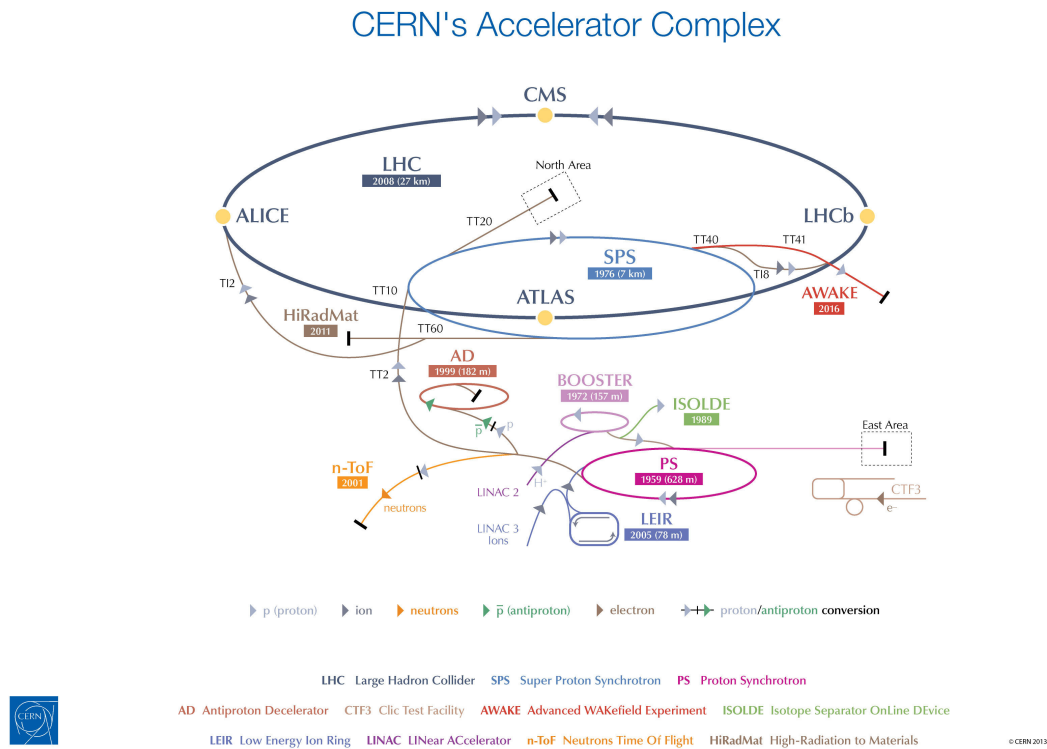 CERN's Accelerator Complex
CMS
LHC
2008 (27 km)
North Area
ALICE
LHCb
TT20
TT40
TT41
SPS
1976 (7 km)
TI2
TT10
TI8
ATLAS
AWAKE
2016
HiRadMat
2011
TT60
AD
1999 (182 m)
TT2
BOOSTER
1972 (157 m)
ISOLDE
1989
p
p̅
East Area
n-ToF
2001
PS
1959 (628 m)
H⁺
LINAC 2
neutrons
CTF3
e⁻
LEIR
2005 (78 m)
LINAC 3
Ions
p (proton)
ion
neutrons
p̅ (antiproton)
electron
proton/antiproton conversion
LHC Large Hadron Collider SPS Super Proton Synchrotron PS Proton Synchrotron
AD Antiproton Decelerator CTF3 Clic Test Facility AWAKE Advanced WAKefield Experiment ISOLDE Isotope Separator OnLine DEvice
LEIR Low Energy Ion Ring LINAC LINear ACcelerator n-ToF Neutrons Time Of Flight HiRadMat High-Radiation to Materials
CERN
© CERN 2013